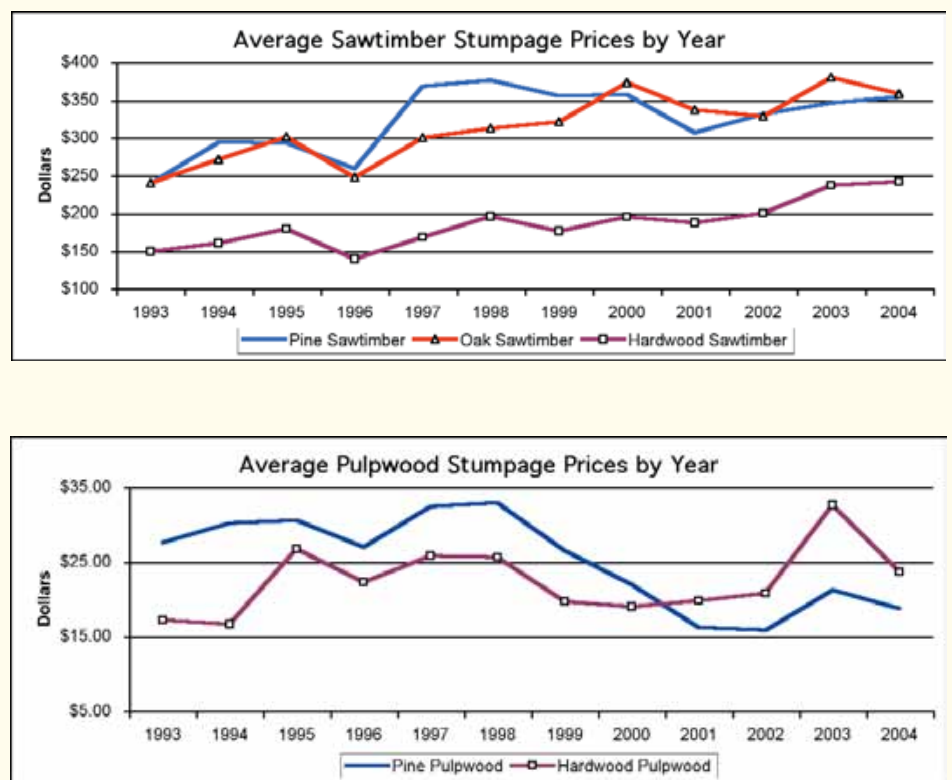 Average Sawtimber Stumpage Prices by Year
$400
$350
$300
$250
$200
$150
$100
Dollars
1993 1994 1995 1996 1997 1998 1999 2000 2001 2002 2003 2004
Pine Sawtimber Oak Sawtimber Hardwood Sawtimber
Average Pulpwood Stumpage Prices by Year
$35.00
$25.00
$15.00
$5.00
Dollars
1993 1994 1995 1996 1997 1998 1999 2000 2001 2002 2003 2004
Pine Pulpwood Hardwood Pulpwood